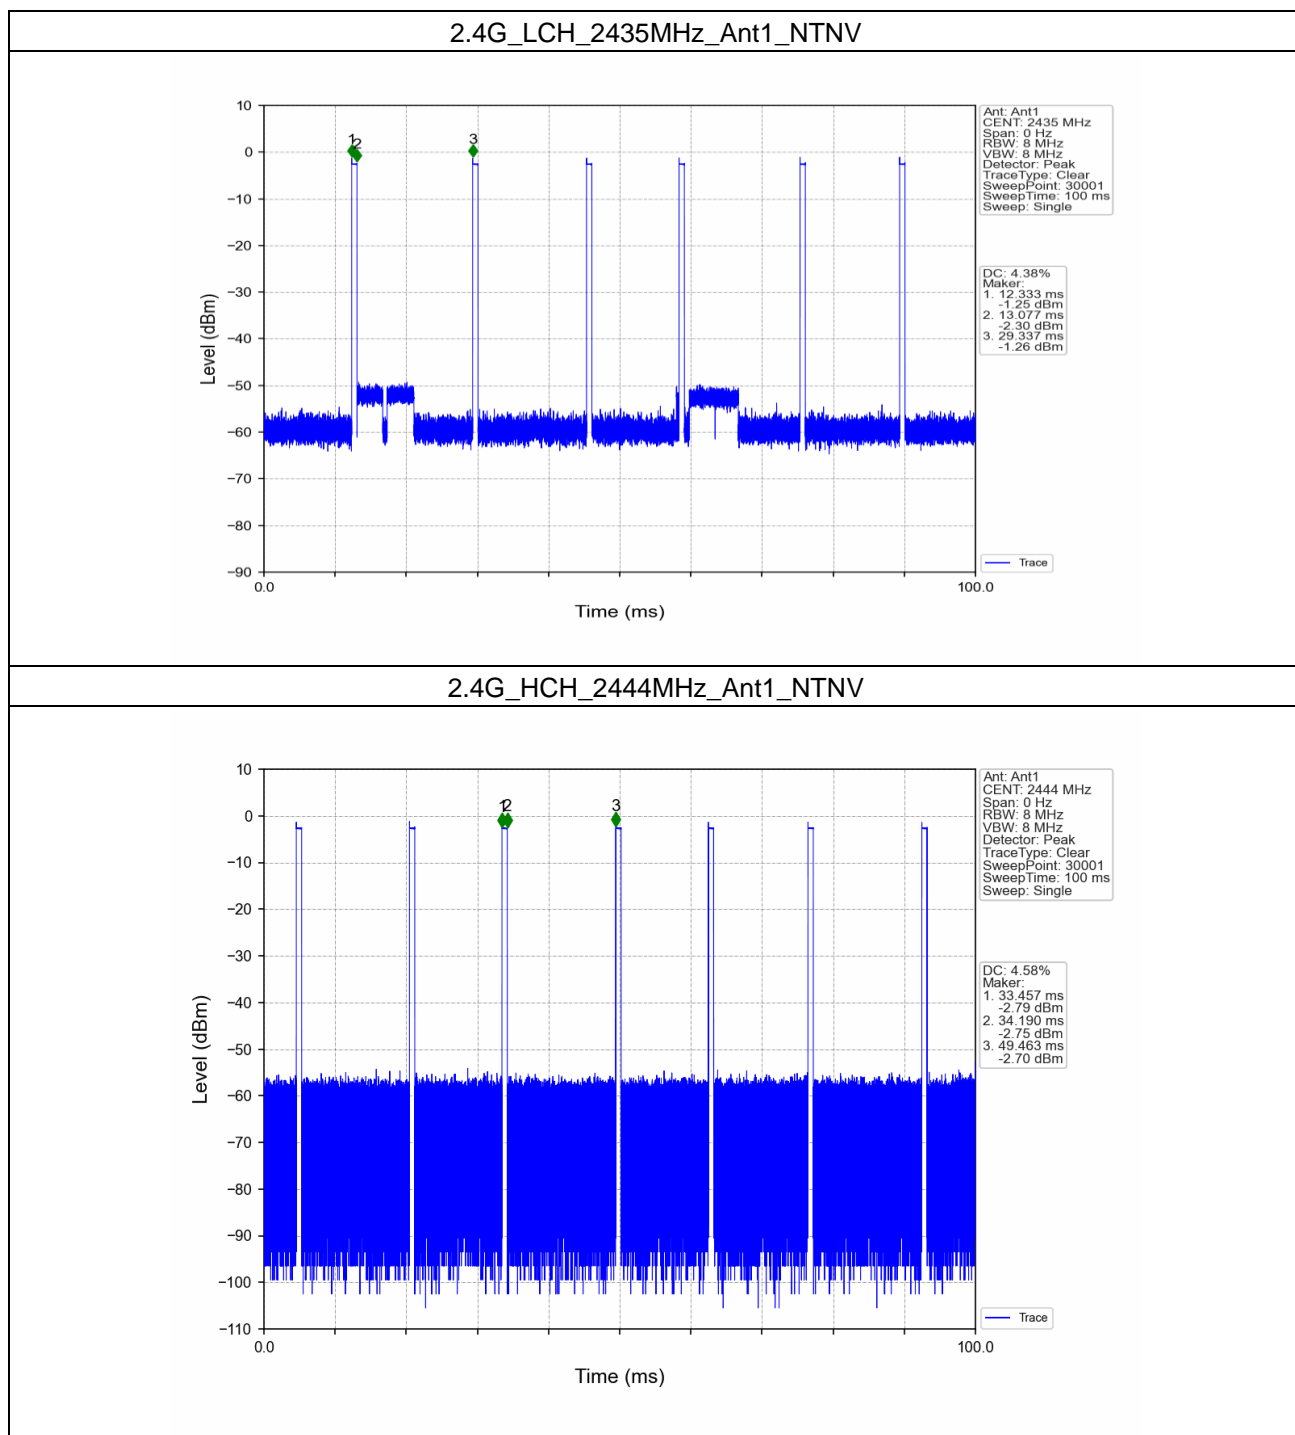 2.4G_LCH_2435MHz_Ant1_NTNV
10
0
−10
−20
−30
−40
−50
−60
−70
−80
−90
Level (dBm)
0.0
100.0
Time (ms)
1
2
3
Ant: Ant1
CENT: 2435 MHz
Span: 0 Hz
RBW: 8 MHz
VBW: 8 MHz
Detector: Peak
TraceType: Clear
SweepPoint: 30001
SweepTime: 100 ms
Sweep: Single
DC: 4.38%
Maker:
1. 12.333 ms
-1.25 dBm
2. 13.077 ms
-2.30 dBm
3. 29.337 ms
-1.26 dBm
Trace
2.4G_HCH_2444MHz_Ant1_NTNV
10
0
−10
−20
−30
−40
−50
−60
−70
−80
−90
−100
−110
Level (dBm)
0.0
100.0
Time (ms)
1
2
3
Ant: Ant1
CENT: 2444 MHz
Span: 0 Hz
RBW: 8 MHz
VBW: 8 MHz
Detector: Peak
TraceType: Clear
SweepPoint: 30001
SweepTime: 100 ms
Sweep: Single
DC: 4.58%
Maker:
1. 33.457 ms
-2.79 dBm
2. 34.190 ms
-2.75 dBm
3. 49.463 ms
-2.70 dBm
Trace